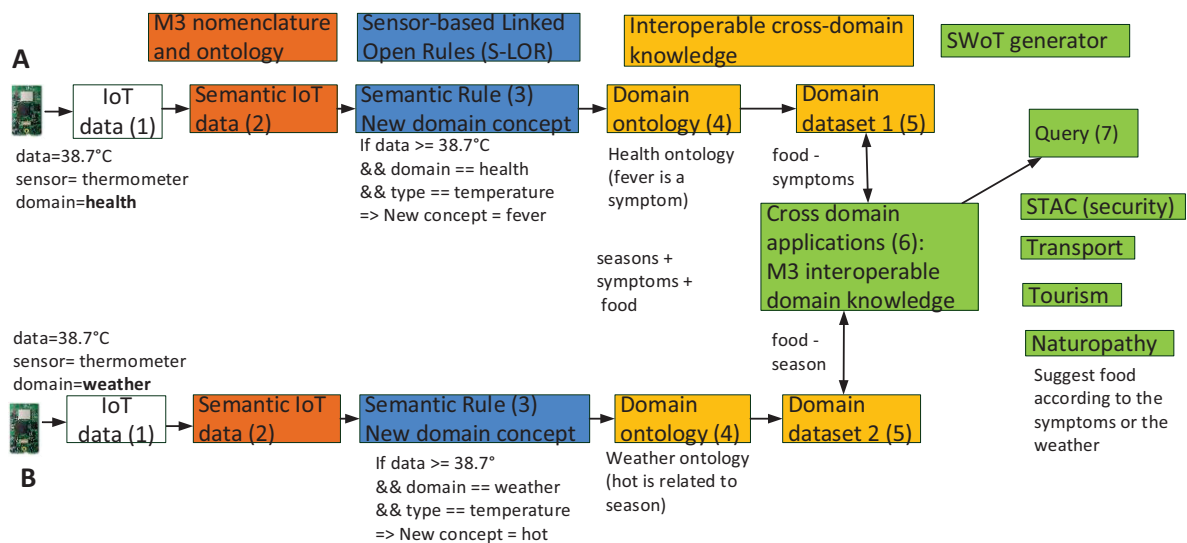 M3 nomenclature
and ontology
Sensor-based Linked
Open Rules (S-LOR)
Interoperable cross-domain
knowledge
SWoT generator
A
IoT
data (1)
Semantic IoT
data (2)
Semantic Rule (3)
New domain concept
Domain
ontology (4)
Domain
dataset 1 (5)
Query (7)
data=38.7°C
sensor= thermometer
domain=health
If data >= 38.7°C
&& domain == health
&& type == temperature
=> New concept = fever
Health ontology
(fever is a
symptom)
food -
symptoms
Cross domain
applications (6):
M3 interoperable
domain knowledge
seasons +
symptoms +
food
STAC (security)
Transport
Tourism
Naturopathy
Suggest food
according to the
symptoms or the
weather
food -
season
data=38.7°C
sensor= thermometer
domain=weather
IoT
data (1)
Semantic IoT
data (2)
Semantic Rule (3)
New domain concept
Domain
ontology (4)
Domain
dataset 2 (5)
B
If data >= 38.7°
&& domain == weather
&& type == temperature
=> New concept = hot
Weather ontology
(hot is related to
season)